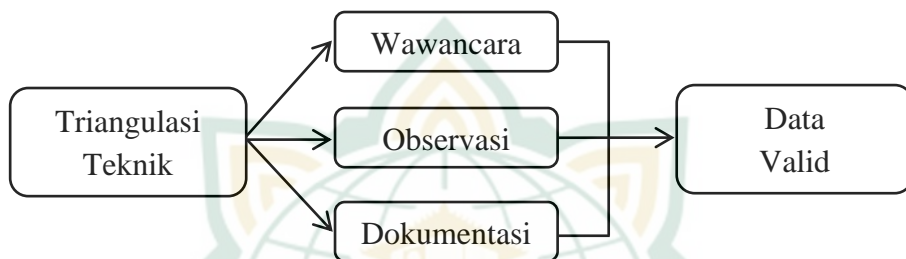 Triangulasi
Teknik
Wawancara
Observasi
Dokumentasi
Data
Valid